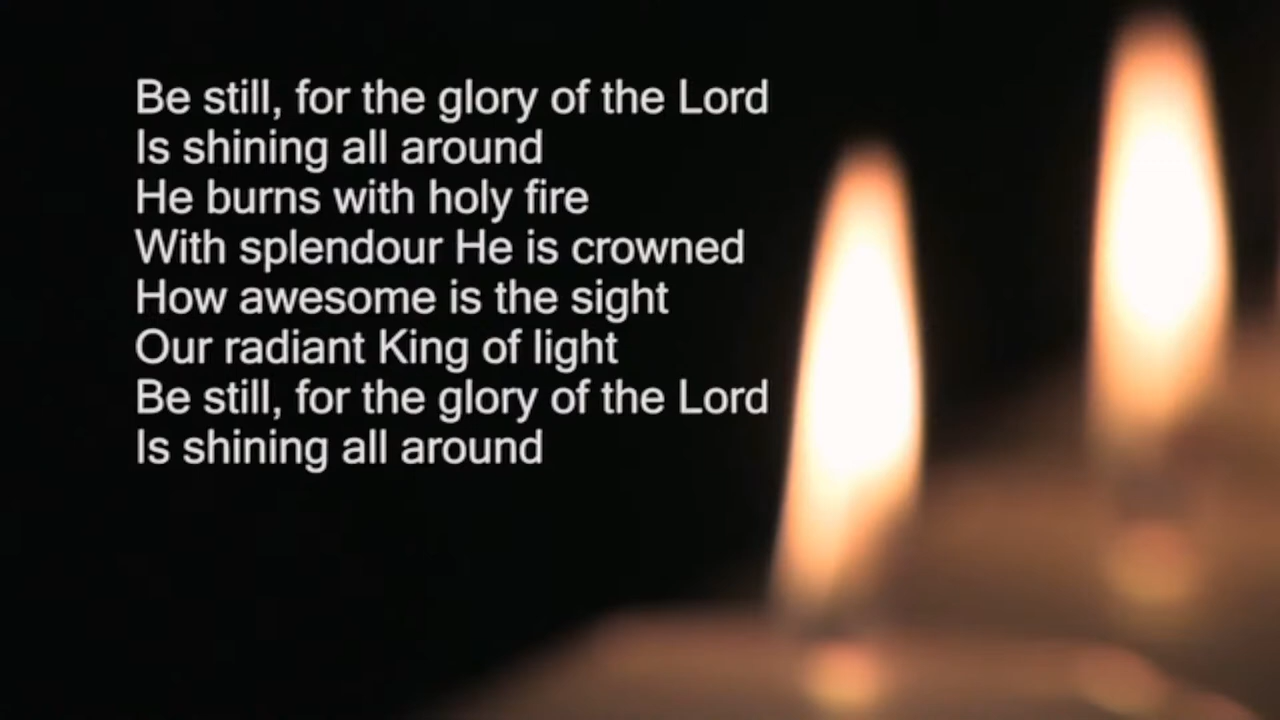 Be still, for the glory of the Lord
Is shining all around
He burns with holy fire
With splendour He is crowned
How awesome is the sight
Our radiant King of light
Be still, for the glory of the Lord
Is shining all around